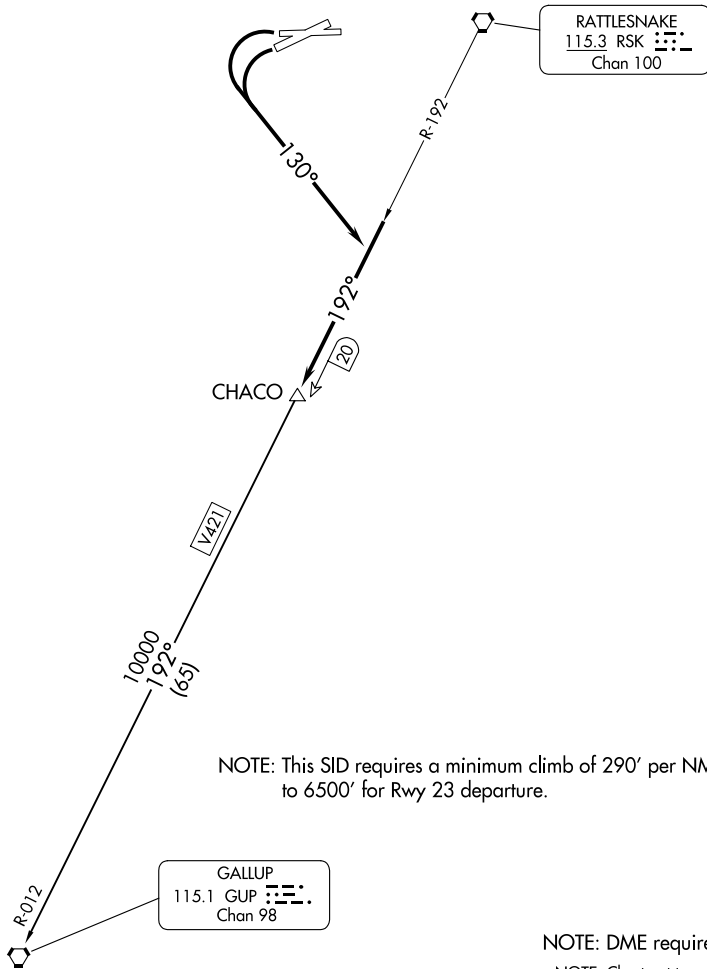 RATTLESNAKE
115.3 RSK
Chan 100
R-192
130°
192°
20
CHACO
V421
10000
192°
(65)
NOTE: This SID requires a minimum climb of 290' per NM
to 6500' for Rwy 23 departure.
GALLUP
115.1 GUP
Chan 98
R-012
NOTE: DME require
NOTE: Chart